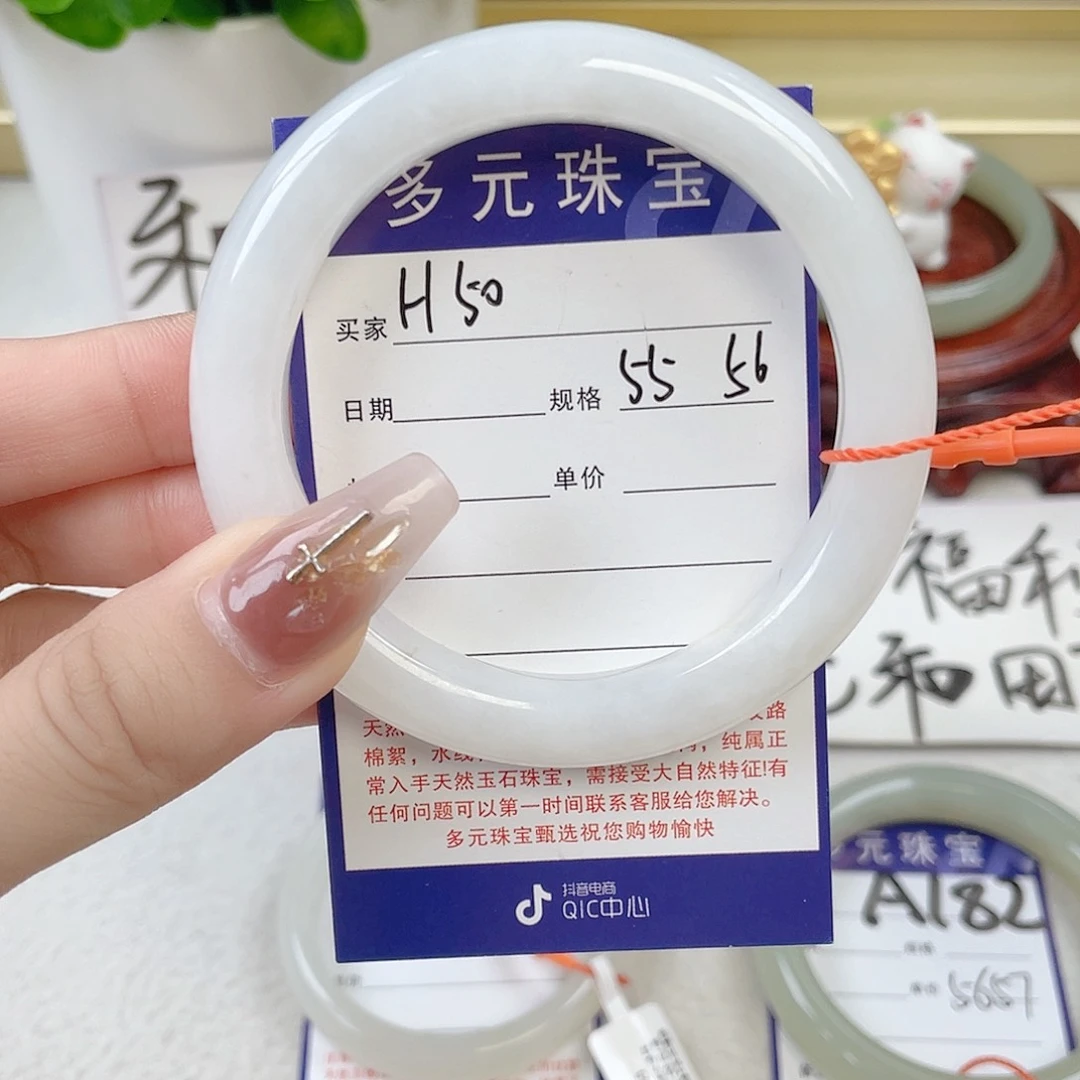 多元珠宝
买家 H50
日期 规格 55 56
单价
天然
棉絮,水线,纯属正
常入手天然玉石珠宝,需接受大自然特征!有
任何问题可以第一时间联系客服给您解决。
多元珠宝甄选祝您购物愉快
抖音电商
QIC中心
福利
和田
元珠宝
A182
5657